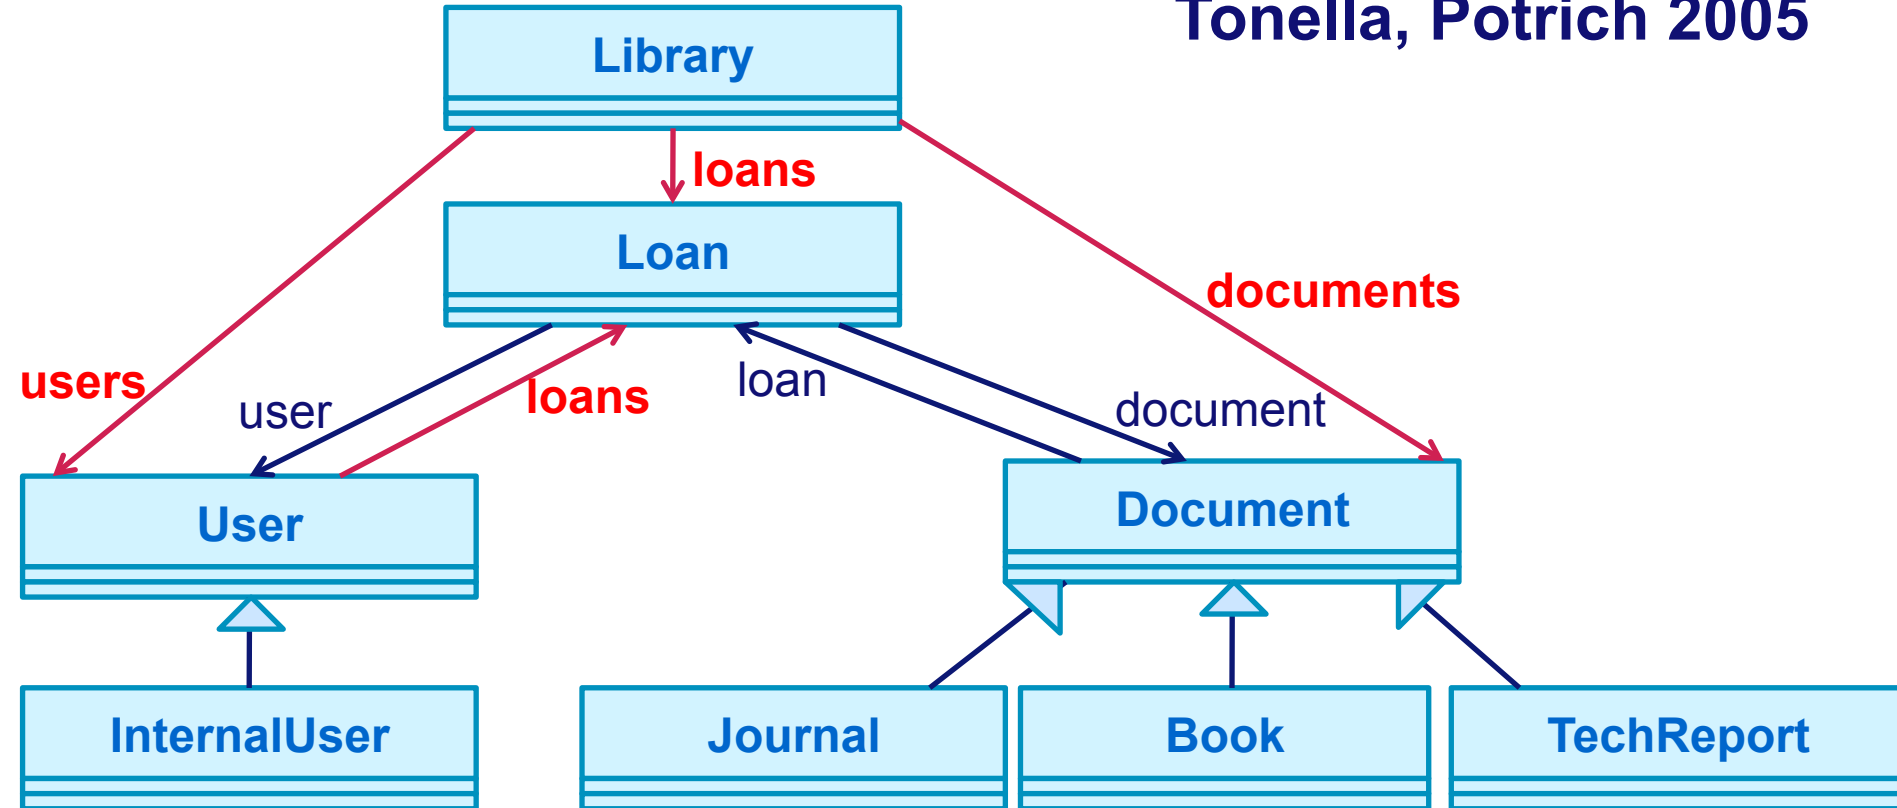 Tonella, Potrich 2005
Library
loans
Loan
documents
users
user
loans
loan
document
User
Document
InternalUser
Journal
Book
TechReport